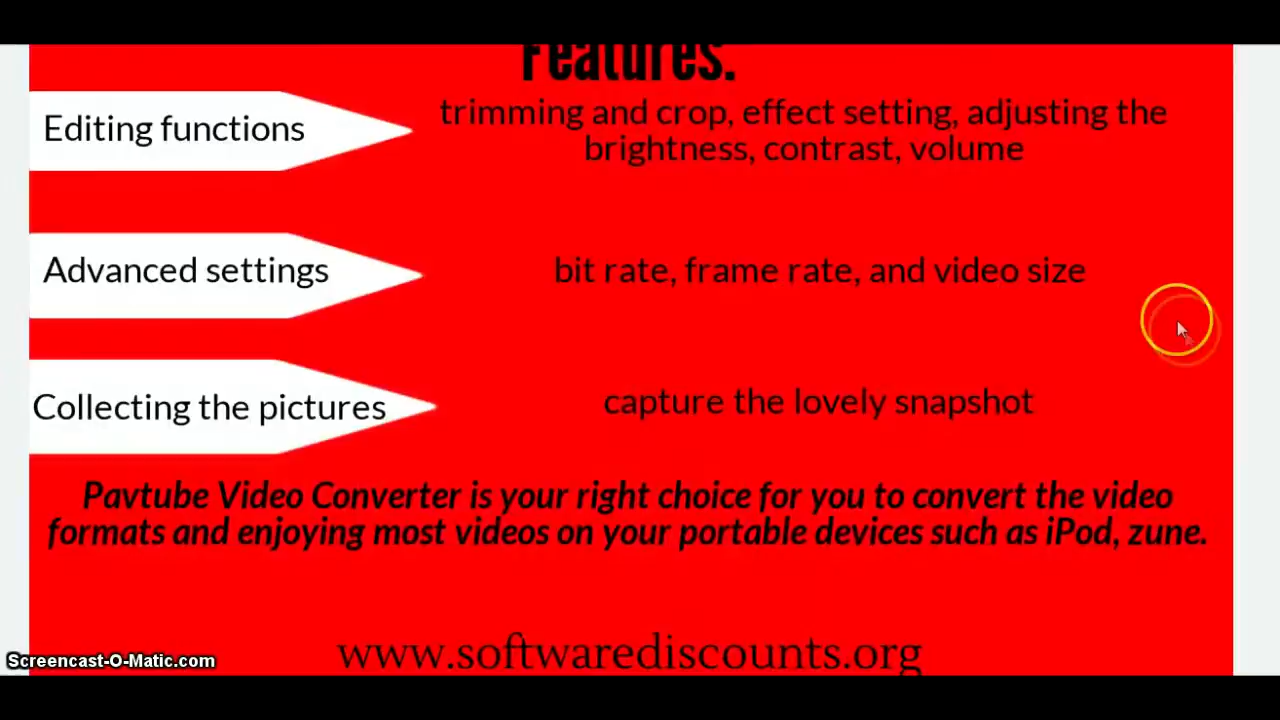 Features.
Editing functions
trimming and crop, effect setting, adjusting the
brightness, contrast, volume
Advanced settings
bit rate, frame rate, and video size
Collecting the pictures
capture the lovely snapshot
Pavtube Video Converter is your right choice for you to convert the video
formats and enjoying most videos on your portable devices such as iPod, zune.
www.softwarediscounts.org
Screencast-O-Matic.com